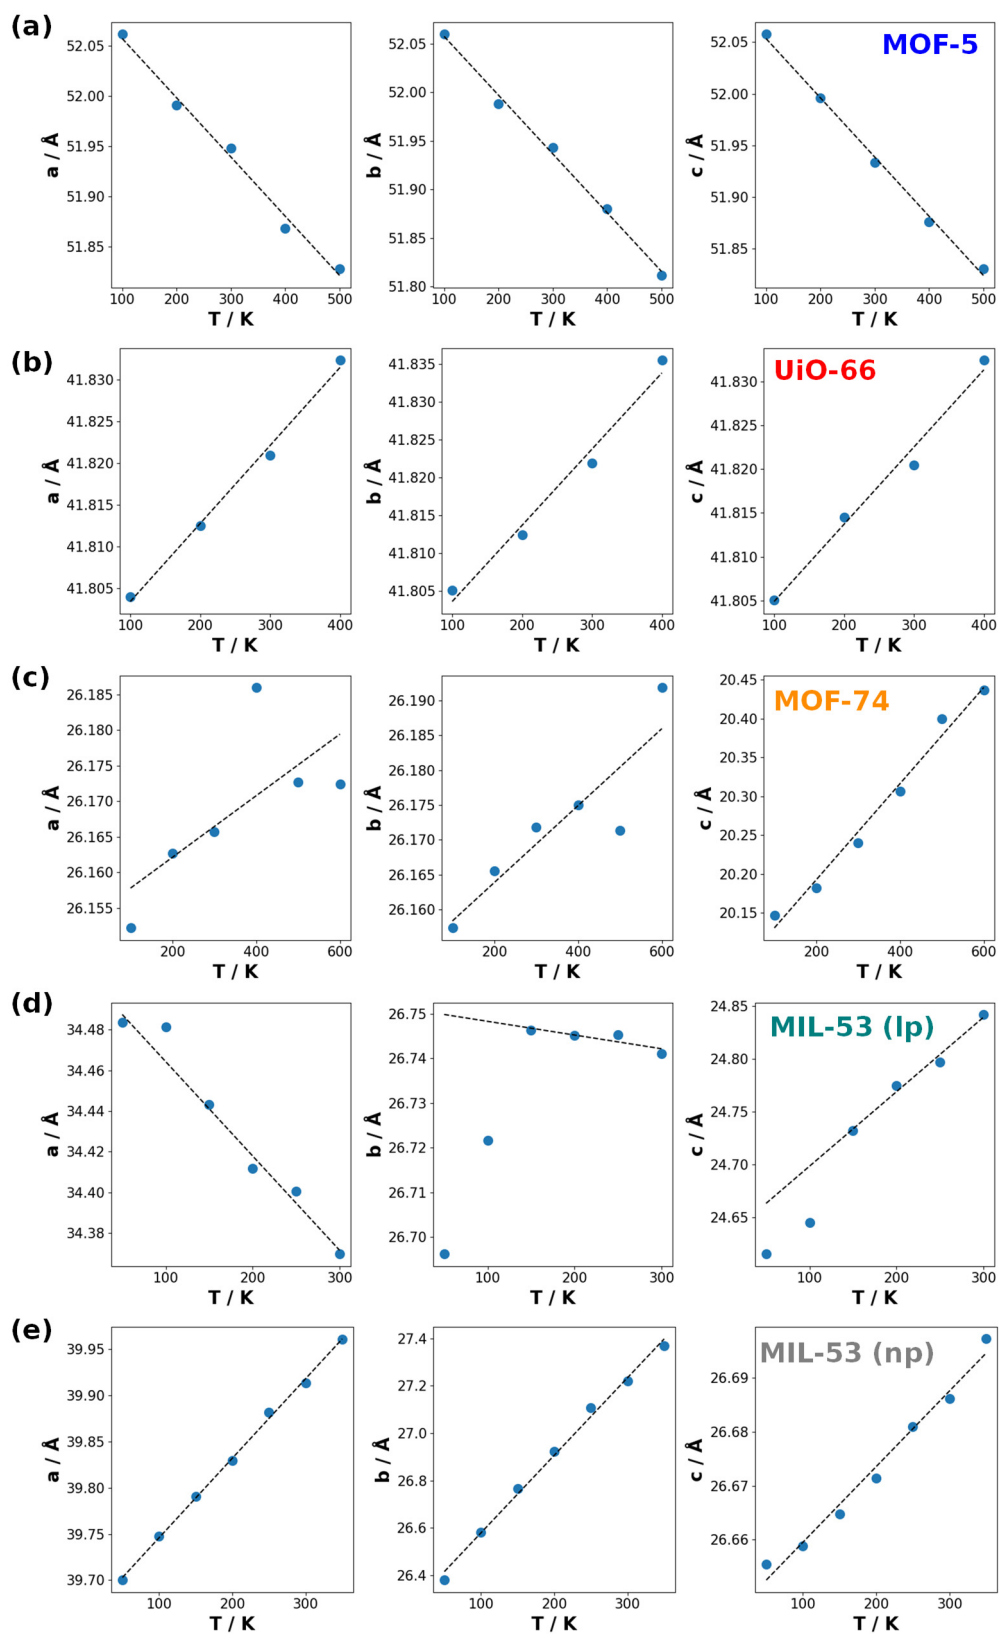 (a)
MOF-5
a / Å
52.05
52.00
51.95
51.90
51.85
100 200 300 400 500
T / K
b / Å
52.05
52.00
51.95
51.90
51.85
51.80
100 200 300 400 500
T / K
c / Å
52.05
52.00
51.95
51.90
51.85
100 200 300 400 500
T / K
(b)
UiO-66
a / Å
41.830
41.825
41.820
41.815
41.810
41.805
100 200 300 400
T / K
b / Å
41.835
41.830
41.825
41.820
41.815
41.810
41.805
100 200 300 400
T / K
c / Å
41.830
41.825
41.820
41.815
41.810
41.805
100 200 300 400
T / K
(c)
MOF-74
a / Å
26.185
26.180
26.175
26.170
26.165
26.160
26.155
200 400 600
T / K
b / Å
26.190
26.185
26.180
26.175
26.170
26.165
26.160
200 400 600
T / K
c / Å
20.45
20.40
20.35
20.30
20.25
20.20
20.15
200 400 600
T / K
(d)
MIL-53 (lp)
a / Å
34.48
34.46
34.44
34.42
34.40
34.38
100 200 300
T / K
b / Å
26.75
26.74
26.73
26.72
26.71
26.70
100 200 300
T / K
c / Å
24.85
24.80
24.75
24.70
24.65
100 200 300
T / K
(e)
MIL-53 (np)
a / Å
39.95
39.90
39.85
39.80
39.75
39.70
100 200 300
T / K
b / Å
27.4
27.2
27.0
26.8
26.6
26.4
100 200 300
T / K
c / Å
26.69
26.68
26.67
26.66
100 200 300
T / K